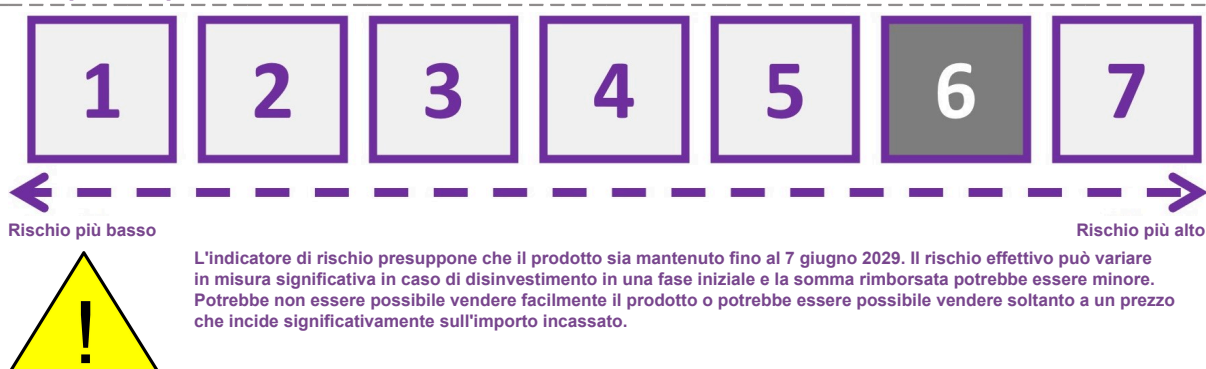 1 2 3 4 5 6 7
Rischio più basso Rischio più alto
L'indicatore di rischio presuppone che il prodotto sia mantenuto fino al 7 giugno 2029. Il rischio effettivo può variare
in misura significativa in caso di disinvestimento in una fase iniziale e la somma rimborsata potrebbe essere minore.
Potrebbe non essere possibile vendere facilmente il prodotto o potrebbe essere possibile vendere soltanto a un prezzo
che incide significativamente sull'importo incassato.
!